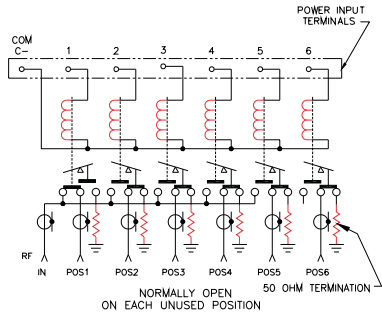 POWER INPUT
TERMINALS
COM
C-
1 2 3 4 5 6
RF
IN POS1 POS2 POS3 POS4 POS5 POS6
50 OHM TERMINATION
NORMALLY OPEN
ON EACH UNUSED POSITION